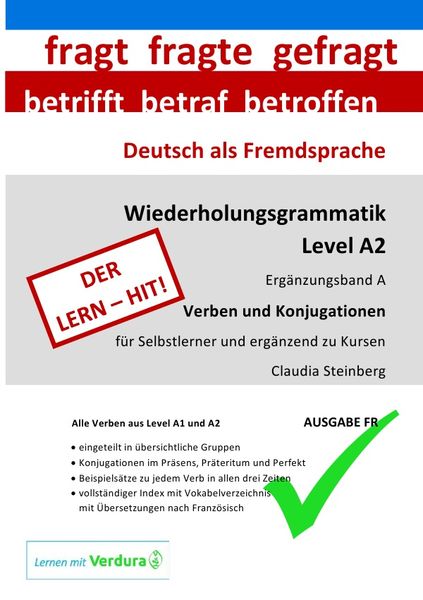 fragt fragte gefragt
betrifft betraf betroffen
Deutsch als Fremdsprache
Wiederholungsgrammatik
Level A2
Ergänzungsband A
DER
LERN – HIT!
Verben und Konjugationen
für Selbstlerner und ergänzend zu Kursen
Claudia Steinberg
Alle Verben aus Level A1 und A2
AUSGABE FR
• eingeteilt in übersichtliche Gruppen
• Konjugationen im Präsens, Präteritum und Perfekt
• Beispielsätze zu jedem Verb in allen drei Zeiten
• vollständiger Index mit Vokabelverzeichnis
mit Übersetzungen nach Französisch
Lernen mit Verdura